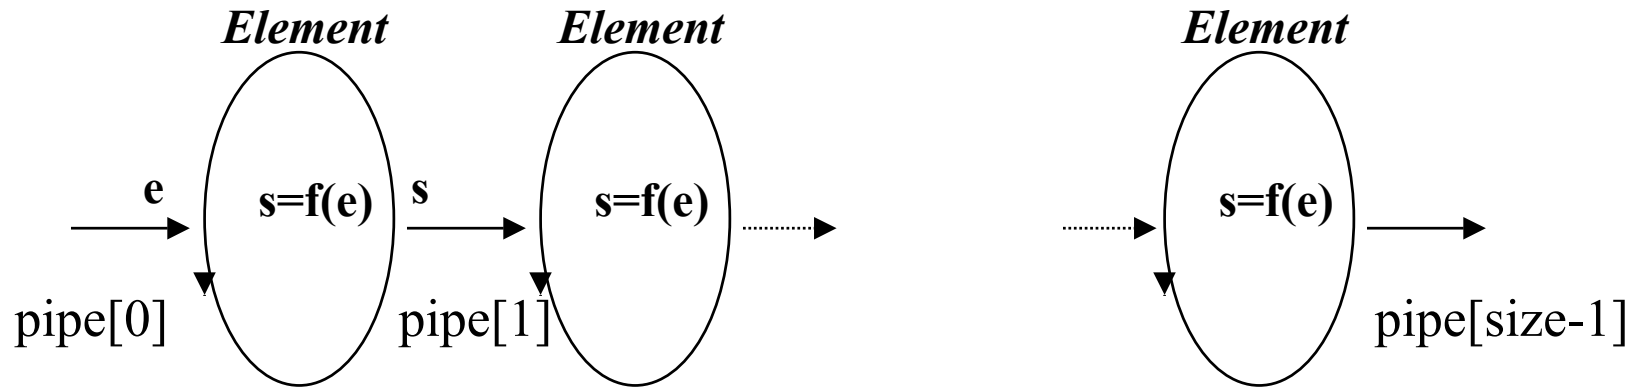 Element Element Element
e s=f(e) s s=f(e) s=f(e)
pipe[0] pipe[1] pipe[size-1]